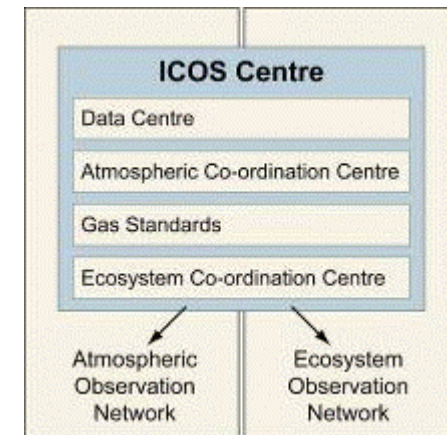 ICOS Centre
Data Centre
Atmospheric Co-ordination Centre
Gas Standards
Ecosystem Co-ordination Centre
Atmospheric
Observation
Network
Ecosystem
Observation
Network